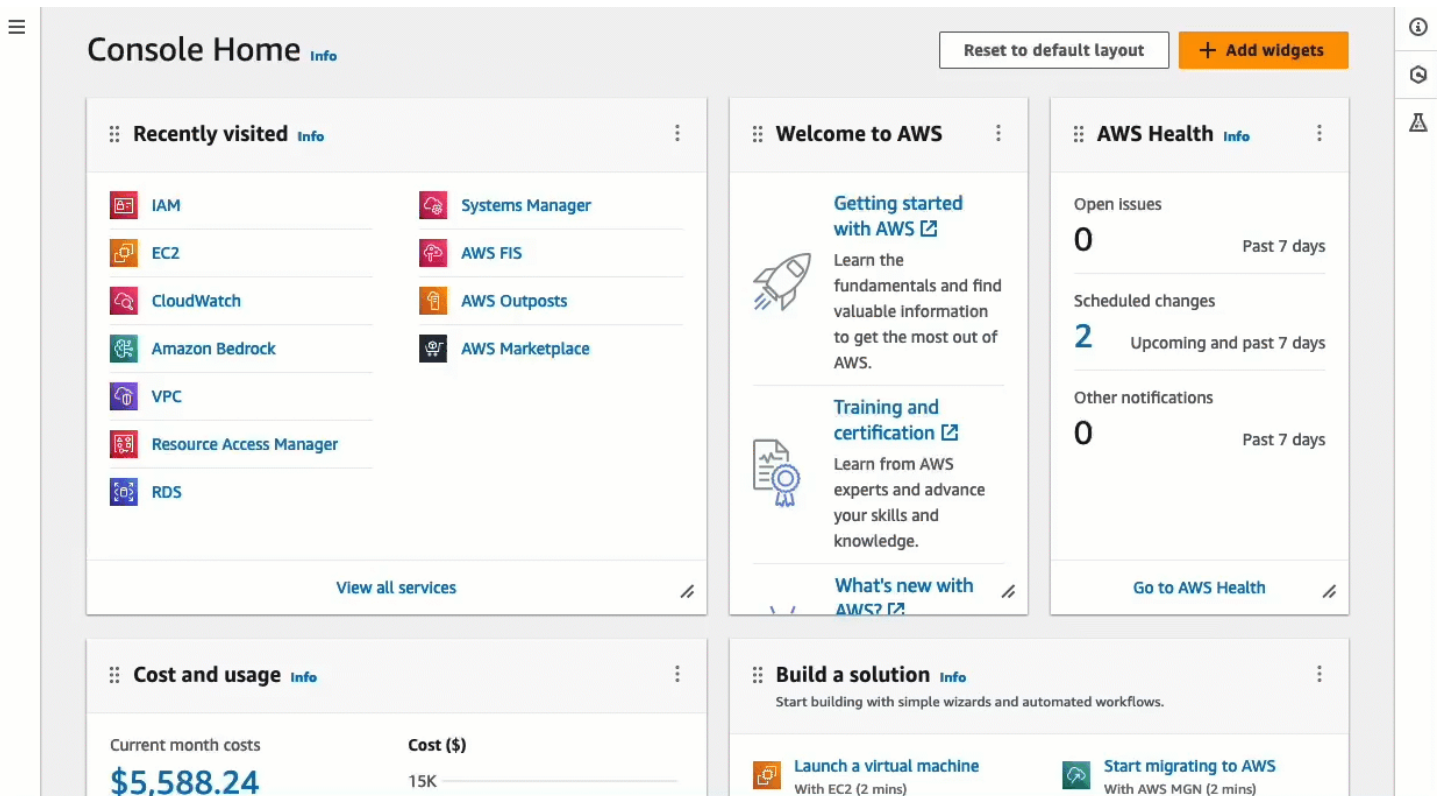 Console Home Info
Reset to default layout
+ Add widgets
Recently visited Info
IAM
EC2
CloudWatch
Amazon Bedrock
VPC
Resource Access Manager
RDS
Systems Manager
AWS FIS
AWS Outposts
AWS Marketplace
View all services
Welcome to AWS
Getting started
with AWS
Learn the
fundamentals and find
valuable information
to get the most out of
AWS.
Training and
certification
Learn from AWS
experts and advance
your skills and
knowledge.
What's new with
AWS?
AWS Health Info
Open issues
0
Past 7 days
Scheduled changes
2
Upcoming and past 7 days
Other notifications
0
Past 7 days
Go to AWS Health
Cost and usage Info
Current month costs
$5,588.24
Cost ($)
15K
Build a solution Info
Start building with simple wizards and automated workflows.
Launch a virtual machine
With EC2 (2 mins)
Start migrating to AWS
With AWS MGN (2 mins)